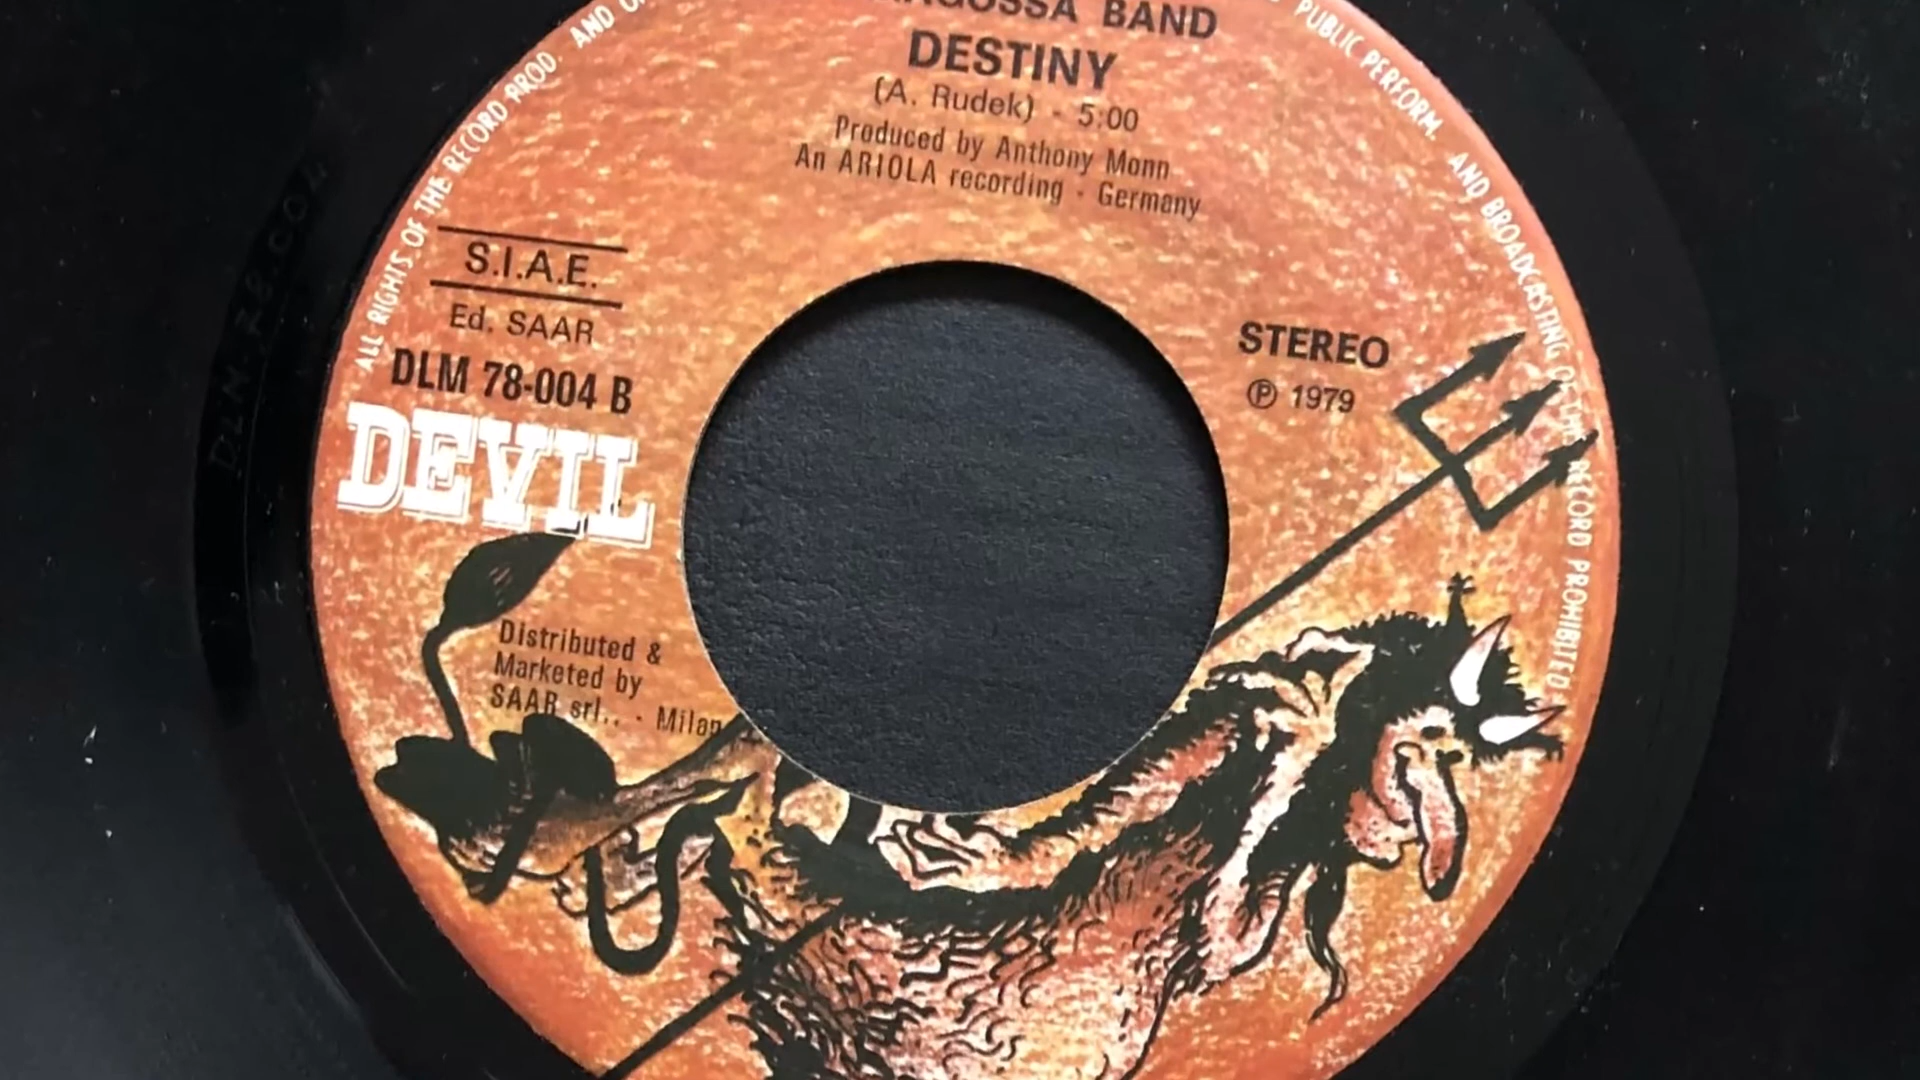 BAND
DESTINY
(A. Rudek) - 5:00
Produced by Anthony Monn
An ARIOLA recording - Germany
S.I.A.E.
Ed. SAAR
DLM 78-004 B
DEVIL
STEREO
℗ 1979
Distributed &
Marketed by
SAAR srl.. - Milan
ALL RIGHTS OF THE RECORD PROD. AND
PUBLIC PERFORM. AND BROADCASTING OF THE RECORD PROHIBITED